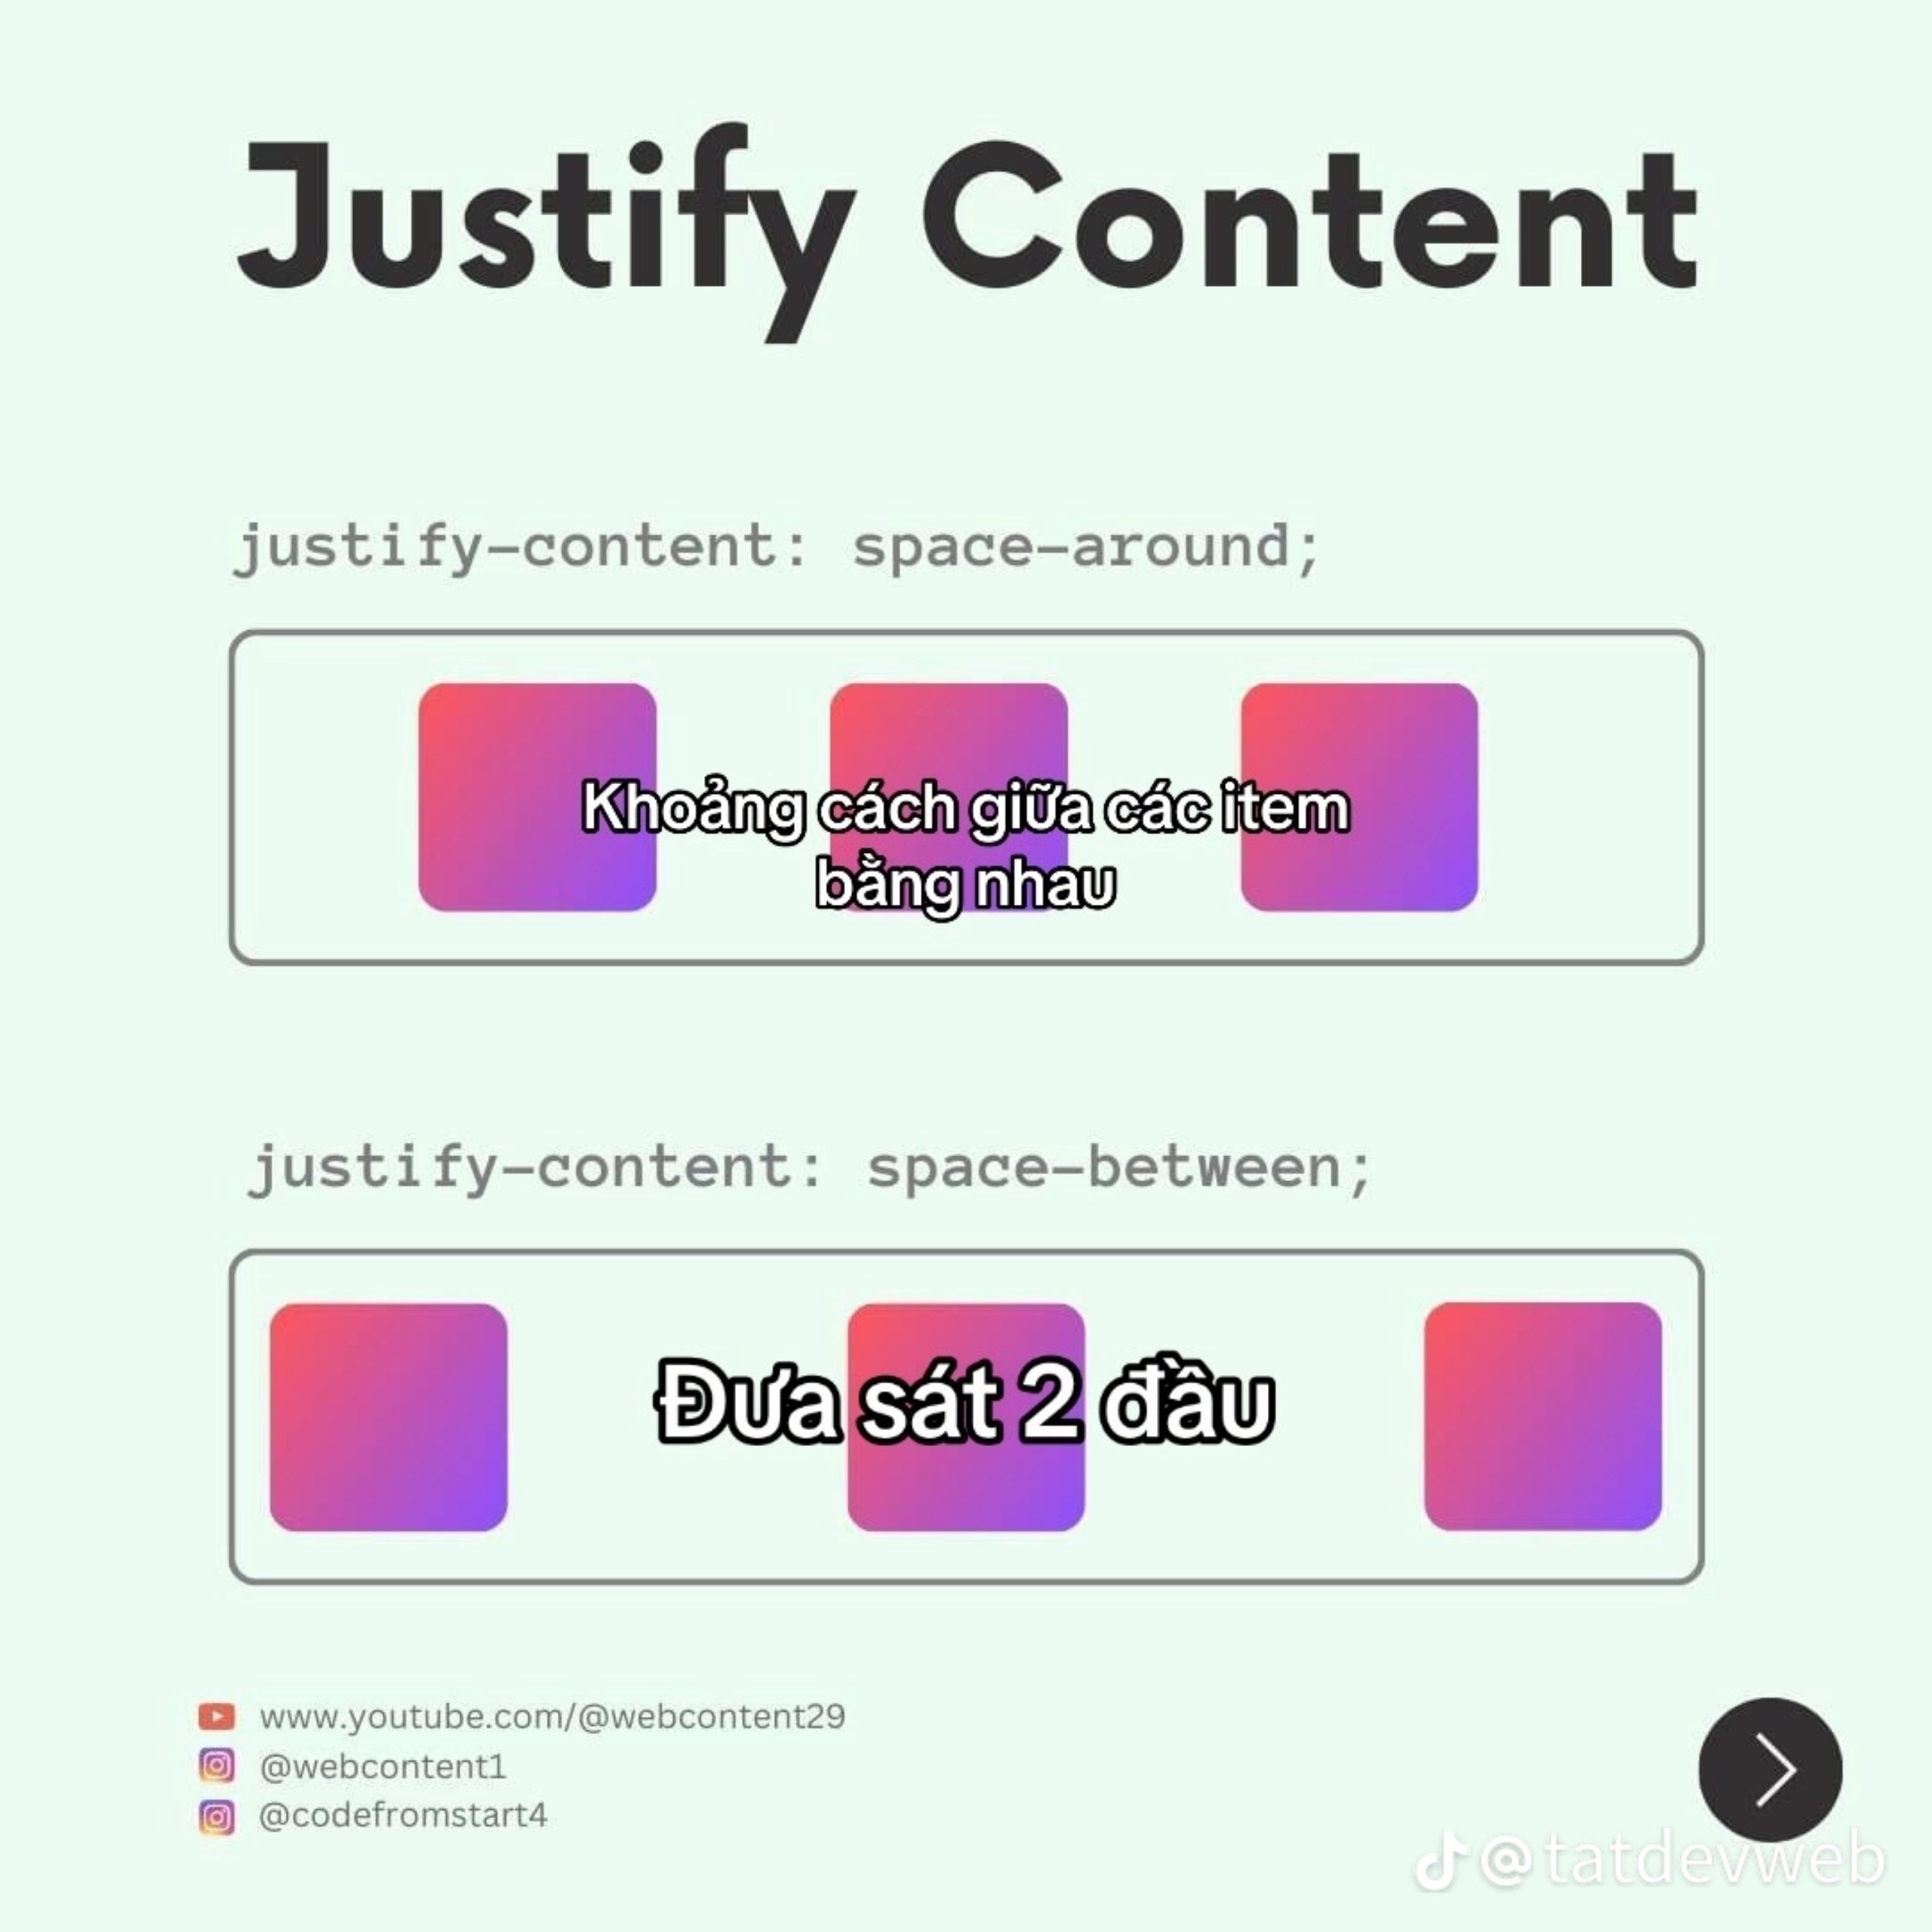 Justify Content
justify-content: space-around;
Khoảng cách giữa các item
bằng nhau
justify-content: space-between;
Đưa sát 2 đầu
www.youtube.com/@webcontent29
@webcontent1
@codefromstart4
@tatdevweb